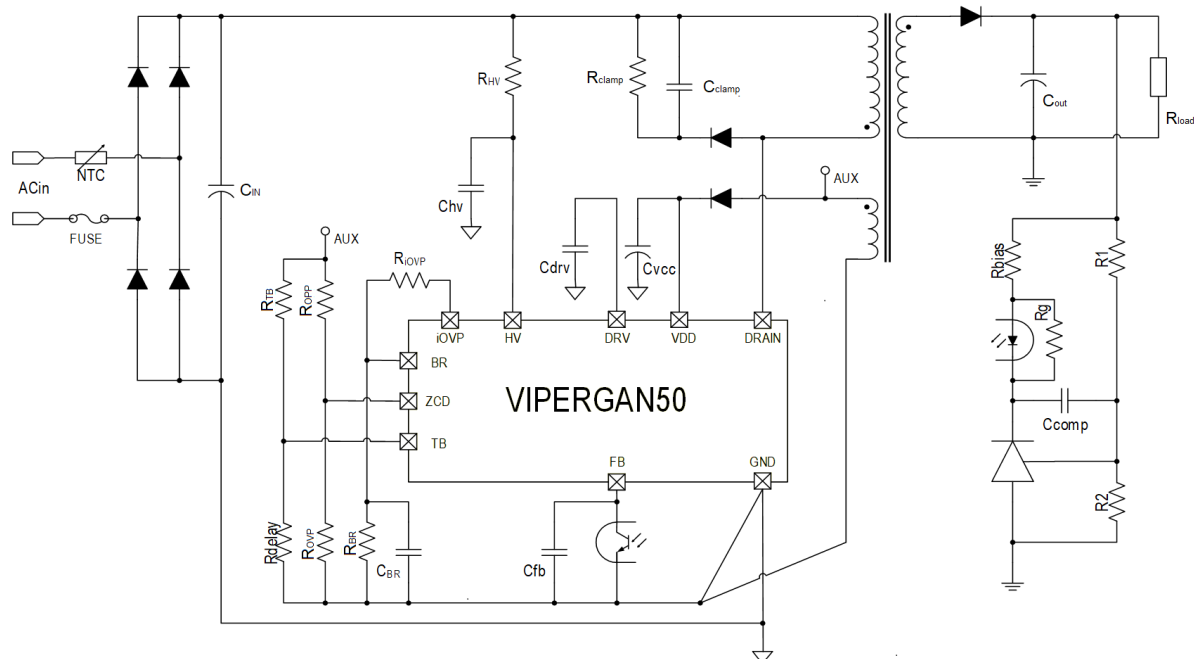 RHV
Rclamp
Cclamp
Cout
Rload
ACin
NTC
FUSE
CIN
Chv
AUX
AUX
Cdrv
Cvcc
RiOVP
RTB
ROPP
Rbias
R1
Rg
iOVP
HV
DRV
VDD
DRAIN
BR
ZCD
TB
VIPERGAN50
FB
GND
Ccomp
R2
Rdelay
ROVP
RBR
CBR
Cfb